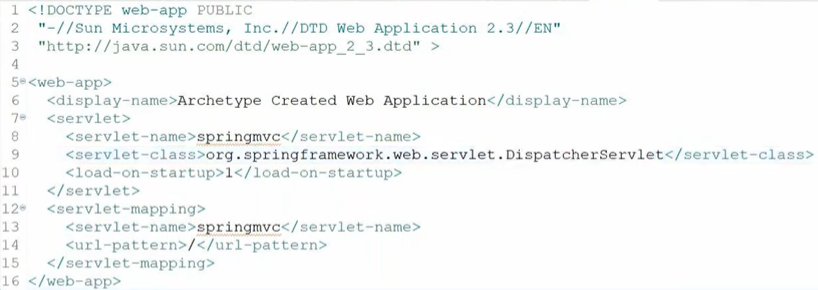 1 <!DOCTYPE web-app PUBLIC
2 "-//Sun Microsystems, Inc.//DTD Web Application 2.3//EN"
3 "http://java.sun.com/dtd/web-app_2_3.dtd" >
4
5 <web-app>
6 <display-name>Archetype Created Web Application</display-name>
7 <servlet>
8 <servlet-name>springmvc</servlet-name>
9 <servlet-class>org.springframework.web.servlet.DispatcherServlet</servlet-class>
10 <load-on-startup>1</load-on-startup>
11 </servlet>
12 <servlet-mapping>
13 <servlet-name>springmvc</servlet-name>
14 <url-pattern>/</url-pattern>
15 </servlet-mapping>
16 </web-app>